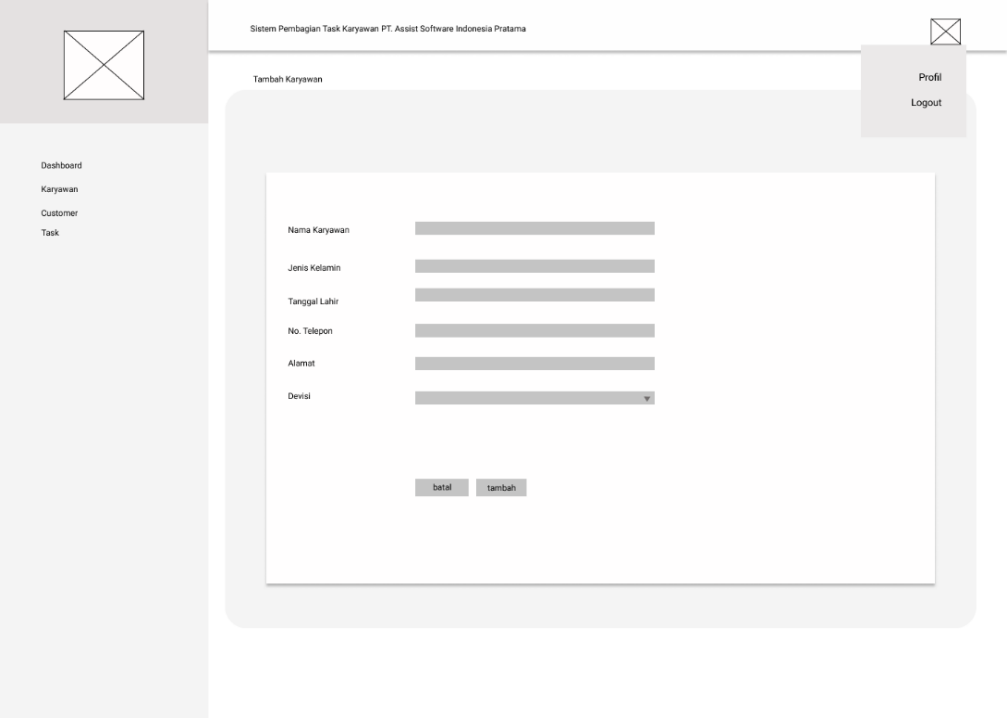 Sistem Pembagian Task Karyawan PT. Assist Software Indonesia Pratama
Profil
Logout
Dashboard
Karyawan
Customer
Task
Tambah Karyawan
Nama Karyawan
Jenis Kelamin
Tanggal Lahir
No. Telepon
Alamat
Devisi
batal
tambah